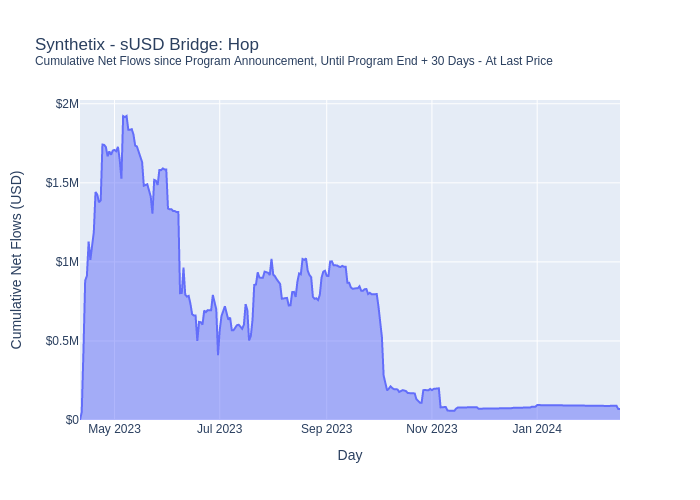 Synthetix - sUSD Bridge: Hop
Cumulative Net Flows since Program Announcement, Until Program End + 30 Days - At Last Price
$2M
$1.5M
$1M
$0.5M
$0
Cumulative Net Flows (USD)
May 2023
Jul 2023
Sep 2023
Nov 2023
Jan 2024
Day